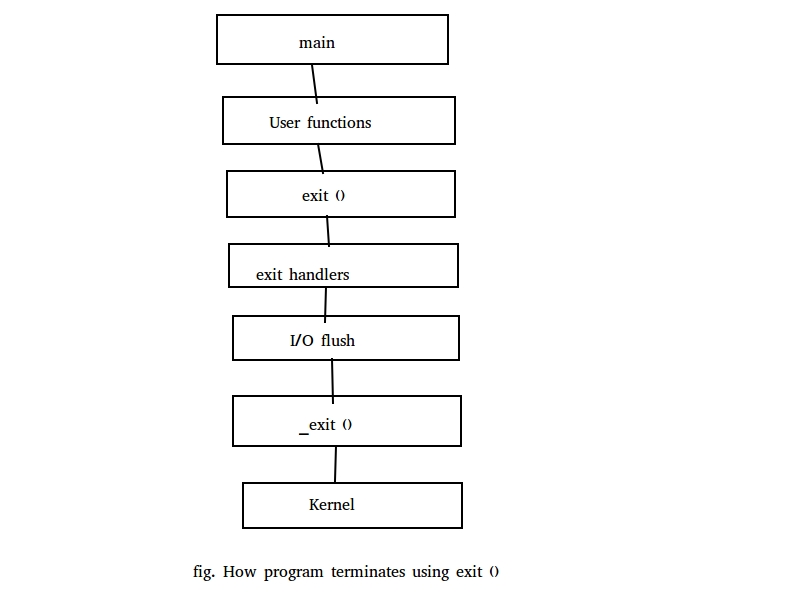 main
User functions
exit ()
exit handlers
I/O flush
_exit ()
Kernel
fig. How program terminates using exit ()